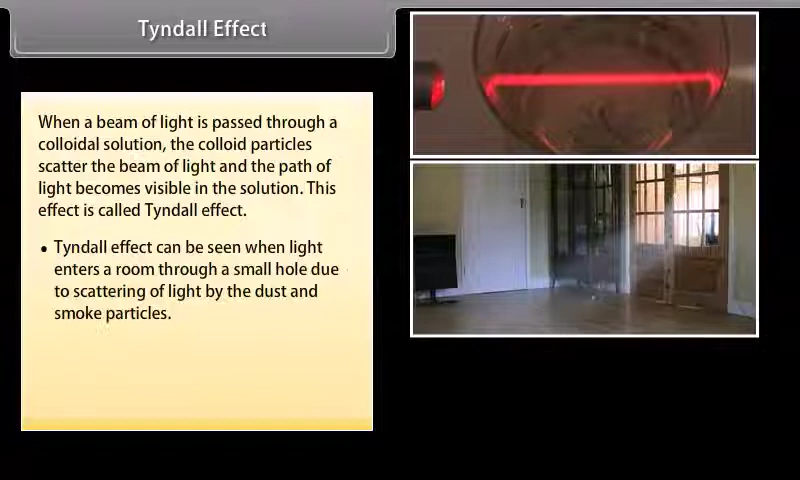 Tyndall Effect
When a beam of light is passed through a
colloidal solution, the colloid particles
scatter the beam of light and the path of
light becomes visible in the solution. This
effect is called Tyndall effect.
• Tyndall effect can be seen when light
enters a room through a small hole due
to scattering of light by the dust and
smoke particles.